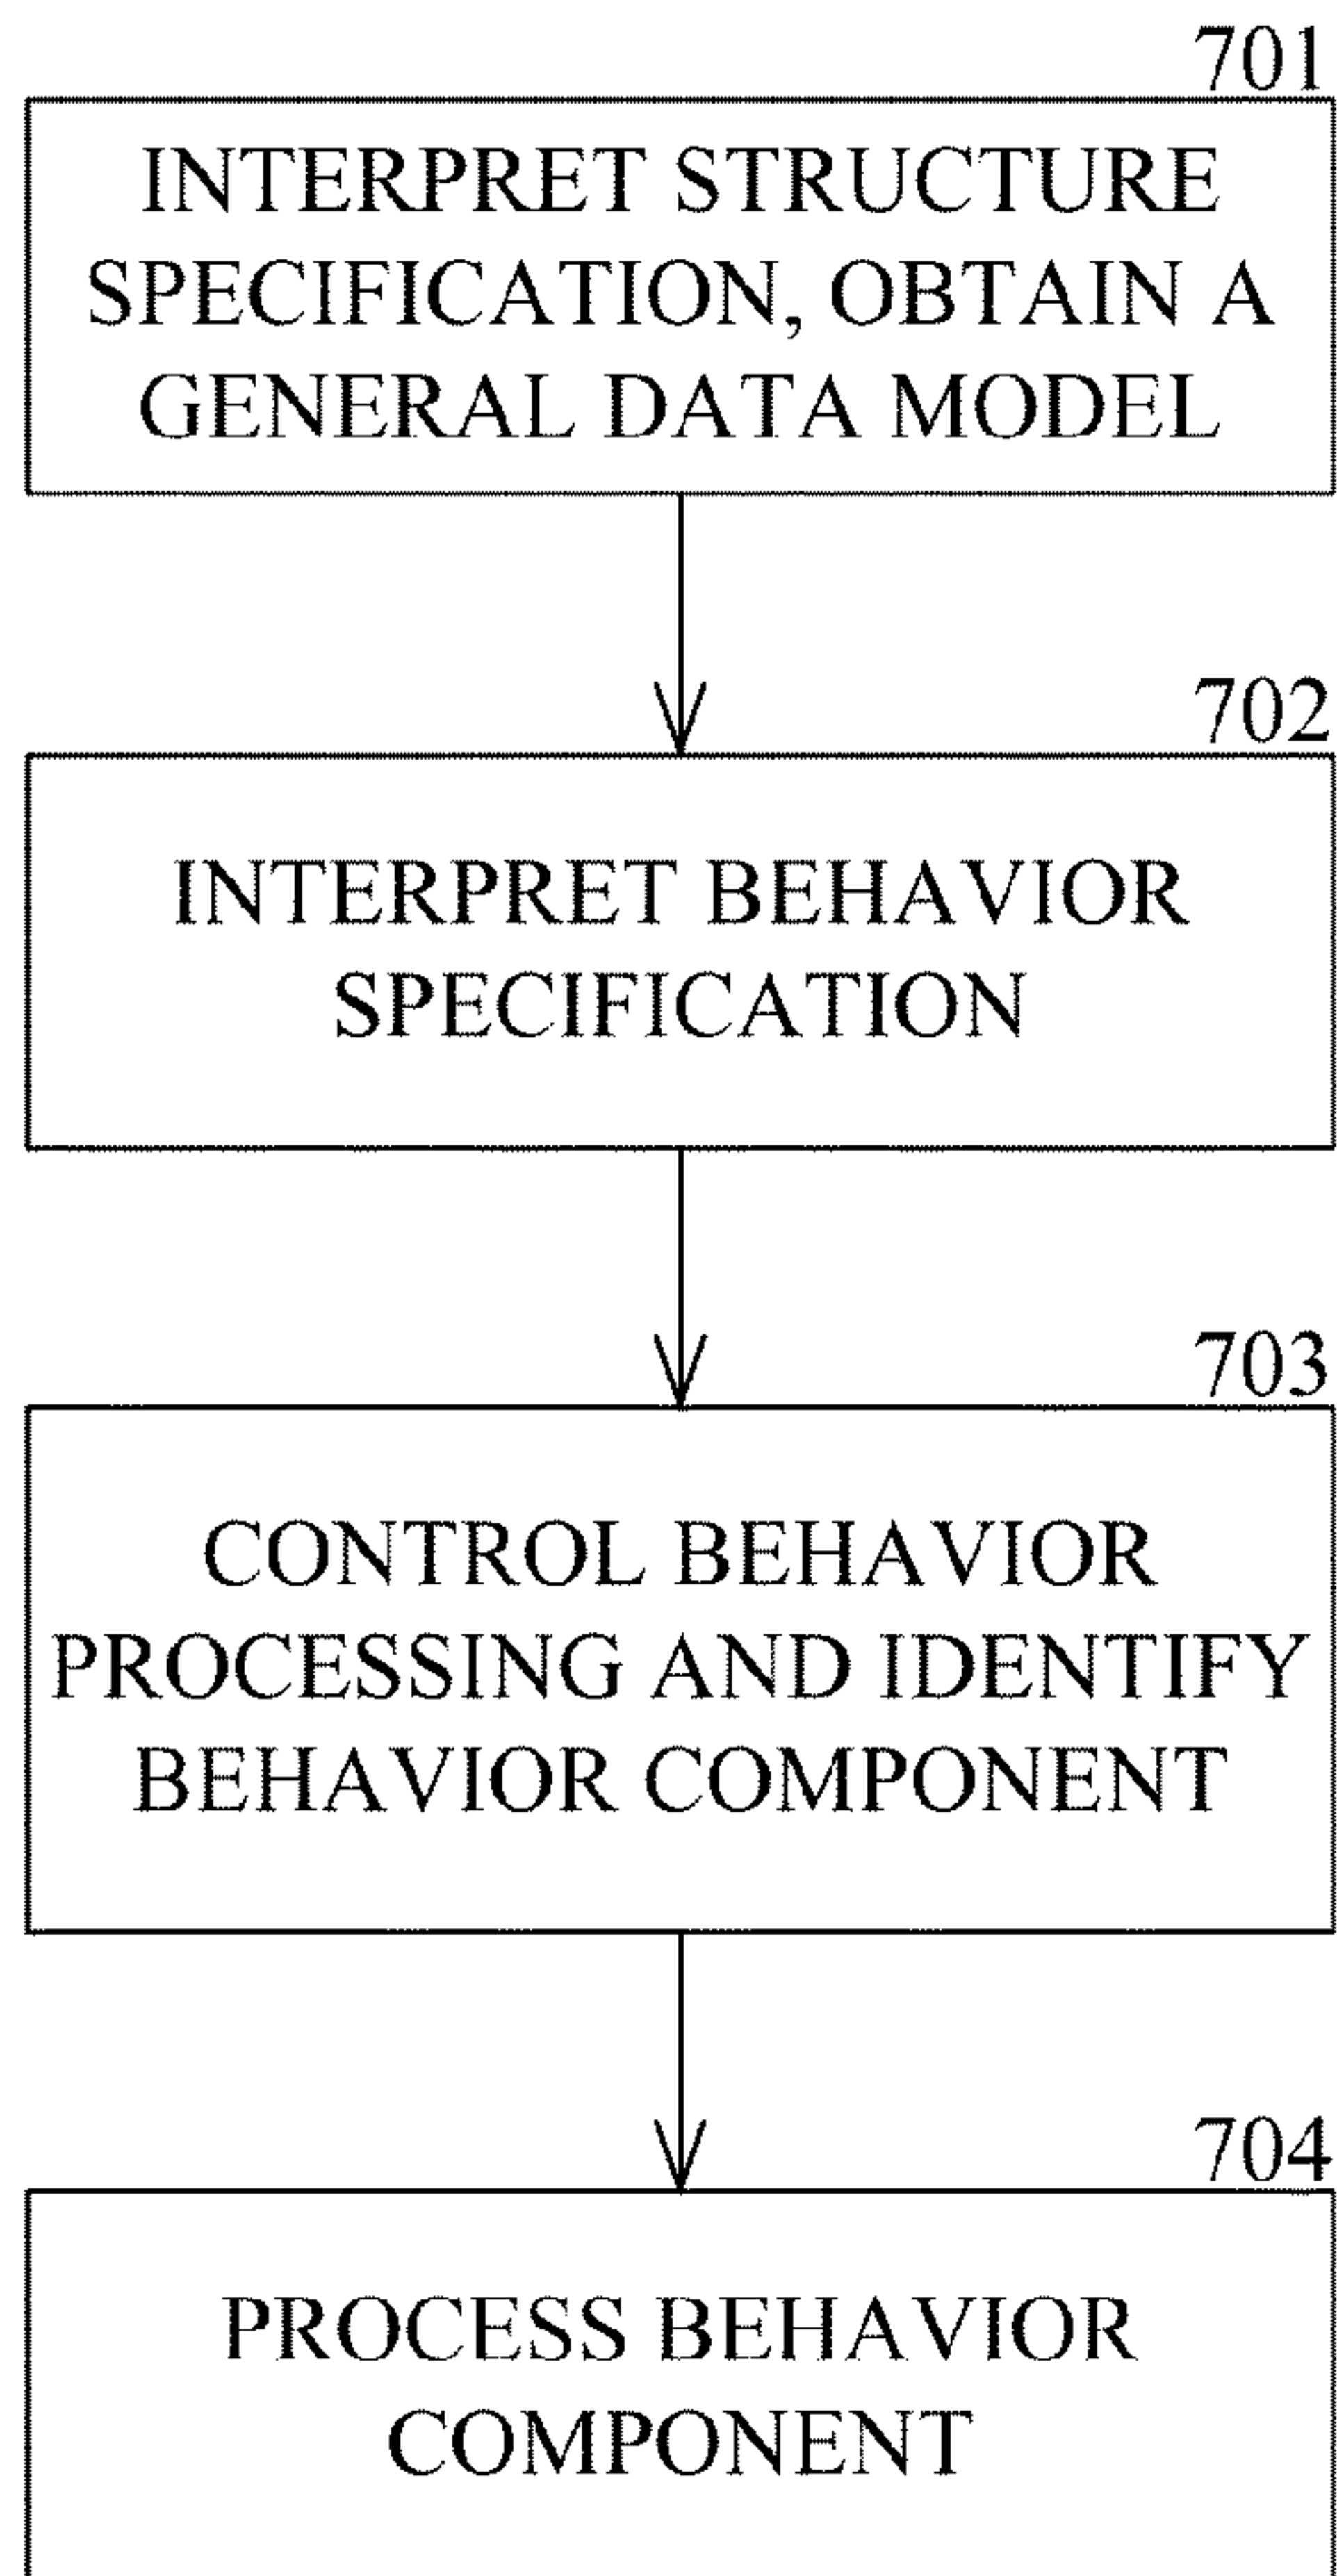 701
INTERPRET STRUCTURE
SPECIFICATION, OBTAIN A
GENERAL DATA MODEL
702
INTERPRET BEHAVIOR
SPECIFICATION
703
CONTROL BEHAVIOR
PROCESSING AND IDENTIFY
BEHAVIOR COMPONENT
704
PROCESS BEHAVIOR
COMPONENT